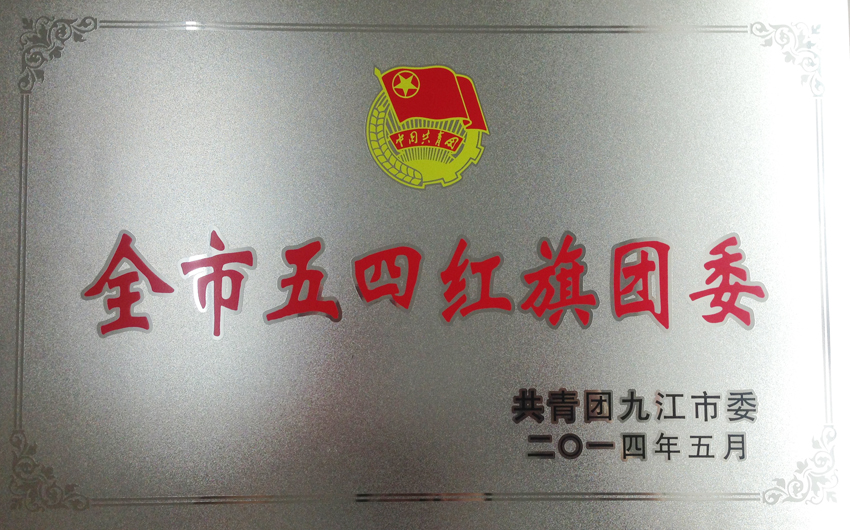 中国共青团
全市五四红旗团委
共青团九江市委
二〇一四年五月